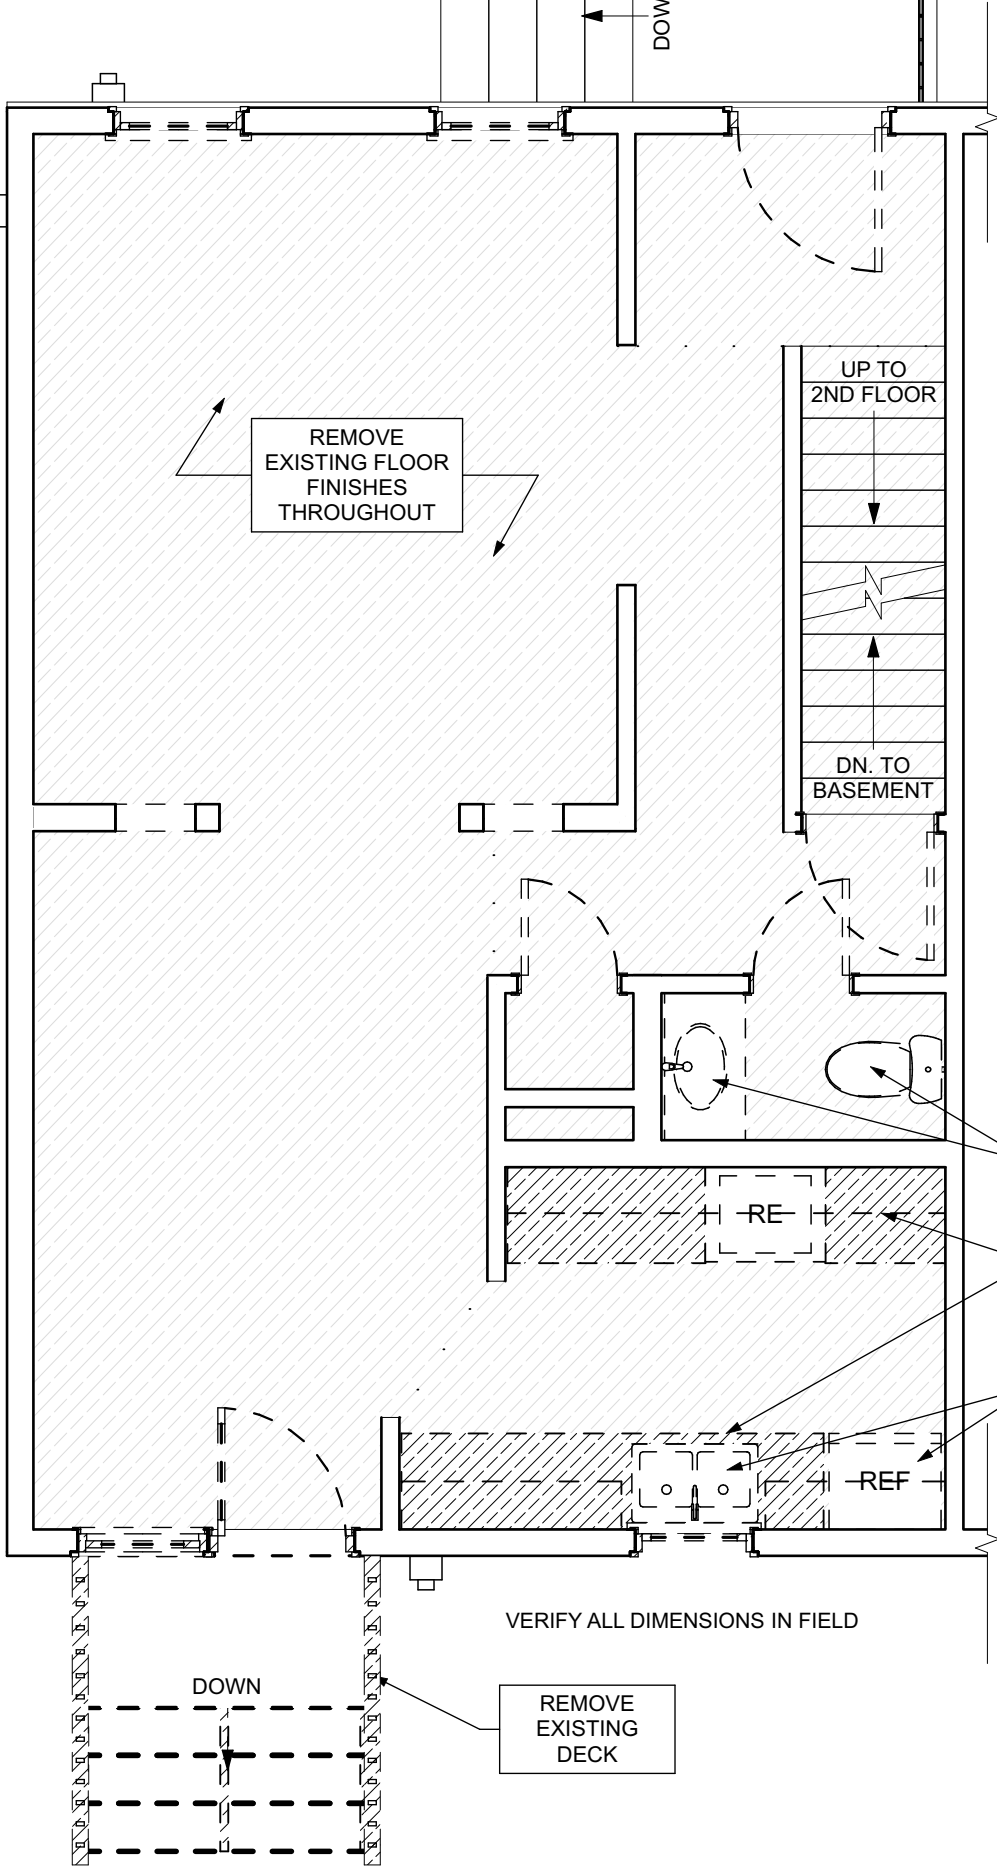 DOW
UP TO
2ND FLOOR
REMOVE
EXISTING FLOOR
FINISHES
THROUGHOUT
DN. TO
BASEMENT
RE
REF
VERIFY ALL DIMENSIONS IN FIELD
DOWN
REMOVE
EXISTING
DECK